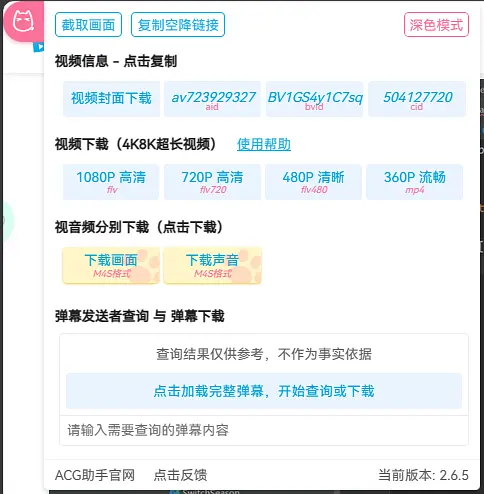 截取画面 复制空降链接 深色模式
视频信息 – 点击复制
视频封面下载 av723929327 BV1GS4y1C7sq 504127720
aid bvid cid
视频下载（4K8K超长视频） 使用帮助
1080P 高清 720P 高清 480P 清晰 360P 流畅
flv flv720 flv480 mp4
视音频分别下载（点击下载）
下载画面 下载声音
M4S格式 M4S格式
弹幕发送者查询 与 弹幕下载
查询结果仅供参考，不作为事实依据
点击加载完整弹幕，开始查询或下载
请输入需要查询的弹幕内容
ACG助手官网 点击反馈 当前版本: 2.6.5
SwitchSeason